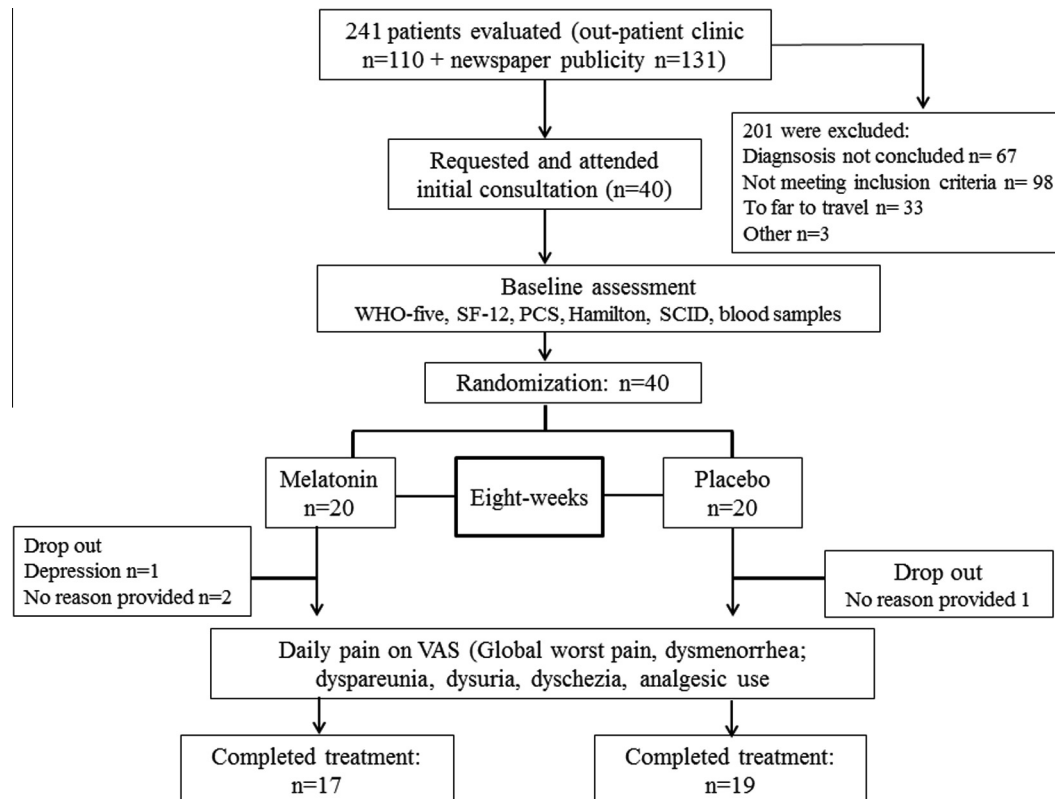 241 patients evaluated (out-patient clinic
n=110 + newspaper publicity n=131)
201 were excluded:
Diagnsosis not concluded n= 67
Not meeting inclusion criteria n= 98
To far to travel n= 33
Other n=3
Requested and attended
initial consultation (n=40)
Baseline assessment
WHO-five, SF-12, PCS, Hamilton, SCID, blood samples
Randomization: n=40
Melatonin
n=20
Eight-weeks
Placebo
n=20
Drop out
Depression n=1
No reason provided n=2
Drop out
No reason provided 1
Daily pain on VAS (Global worst pain, dysmenorrhea;
dyspareunia, dysuria, dyschezia, analgesic use
Completed treatment:
n=17
Completed treatment:
n=19